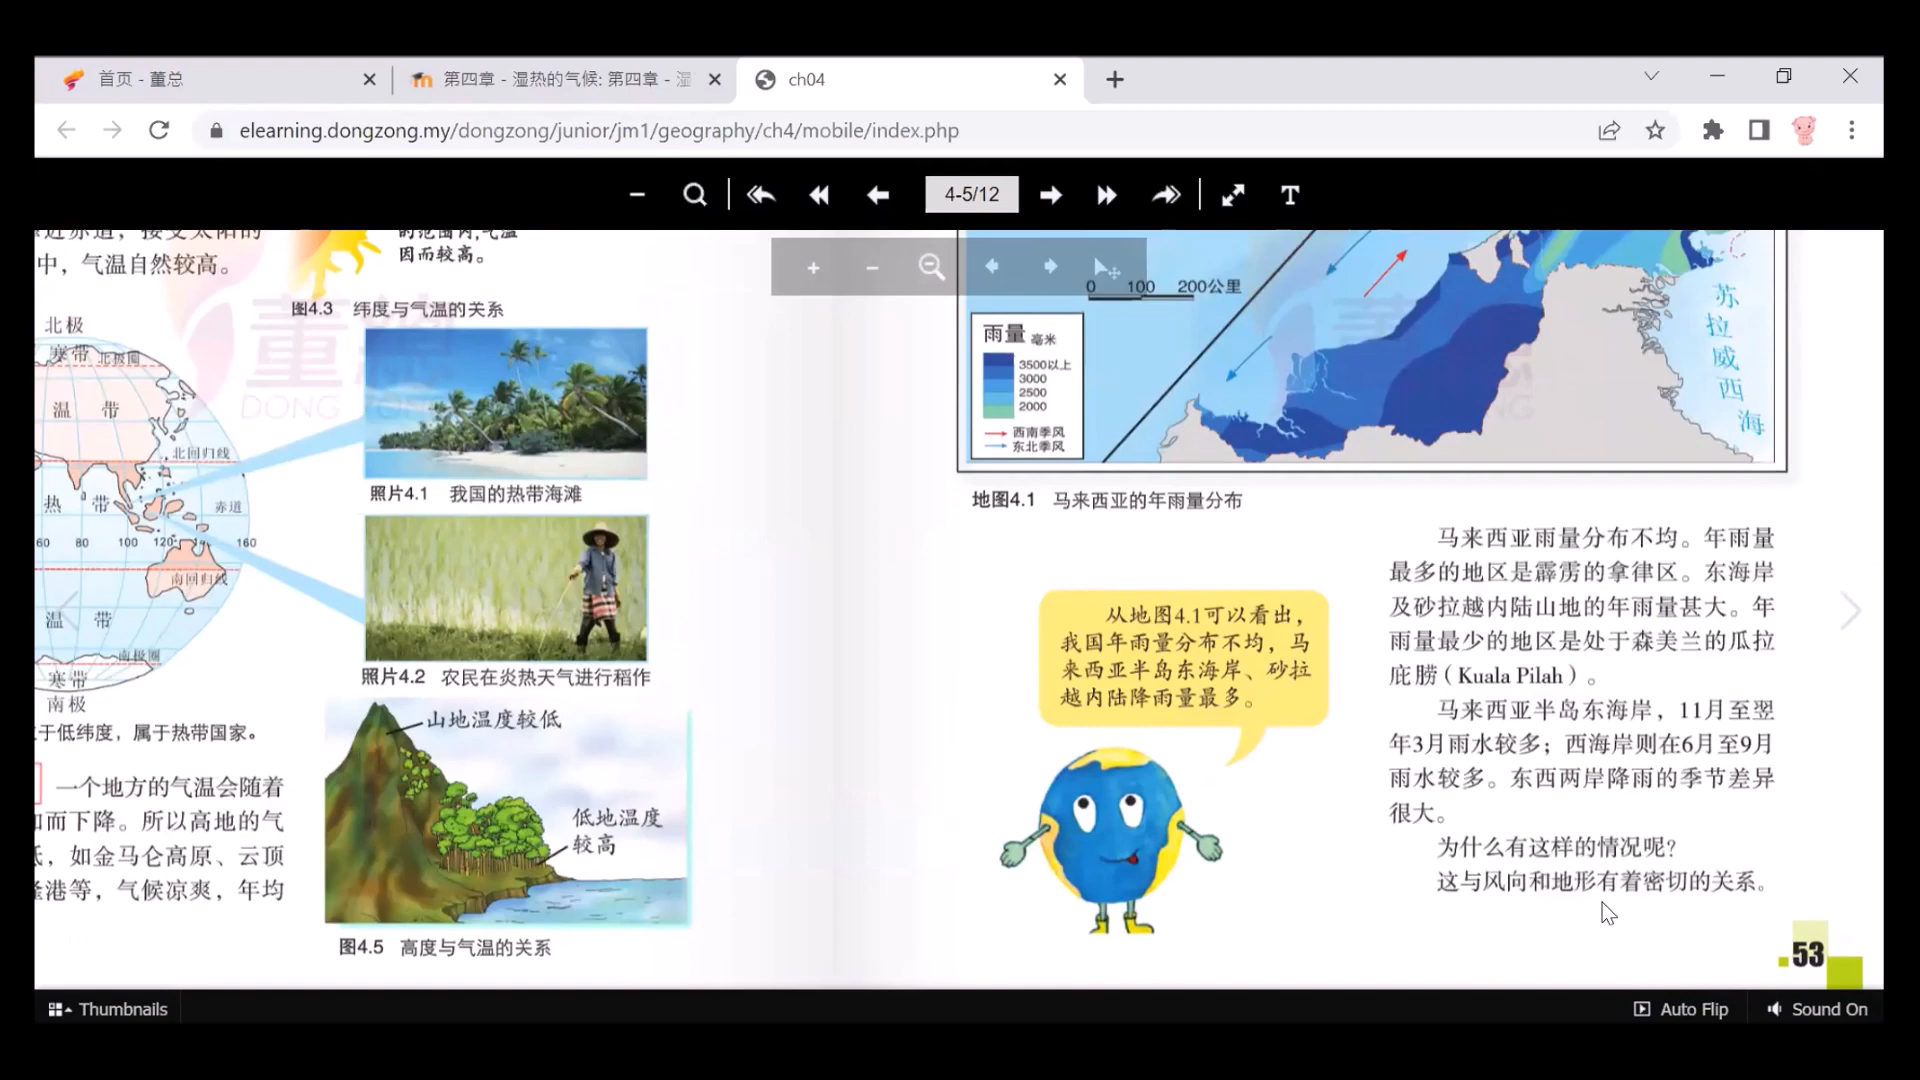 首页 - 董总
第四章 - 湿热的气候: 第四章 - 湿
ch04
elearning.dongzong.my/dongzong/junior/jm1/geography/ch4/mobile/index.php
4-5/12
中，气温自然较高。
因而较高。
图4.3 纬度与气温的关系
北极
寒带 北极圈
温 带
北回归线
热 带
赤道
60 80 100 120 160
南回归线
温 带
南极圈
寒带
南极
于低纬度，属于热带国家。
照片4.1 我国的热带海滩
照片4.2 农民在炎热天气进行稻作
一个地方的气温会随着
而下降。所以高地的气
，如金马仑高原、云顶
港等，气候凉爽，年均
山地温度较低
低地温度
较高
图4.5 高度与气温的关系
0 100 200公里
雨量 毫米
3500以上
3000
2500
2000
西南季风
东北季风
苏拉威西海
地图4.1 马来西亚的年雨量分布
从地图4.1可以看出，
我国年雨量分布不均，马
来西亚半岛东海岸、砂拉
越内陆降雨量最多。
马来西亚雨量分布不均。年雨量
最多的地区是霹雳的拿律区。东海岸
及砂拉越内陆山地的年雨量甚大。年
雨量最少的地区是处于森美兰的瓜拉
庇朥（Kuala Pilah）。
马来西亚半岛东海岸，11月至翌
年3月雨水较多；西海岸则在6月至9月
雨水较多。东西两岸降雨的季节差异
很大。
为什么有这样的情况呢？
这与风向和地形有着密切的关系。
53
Thumbnails
Auto Flip
Sound On